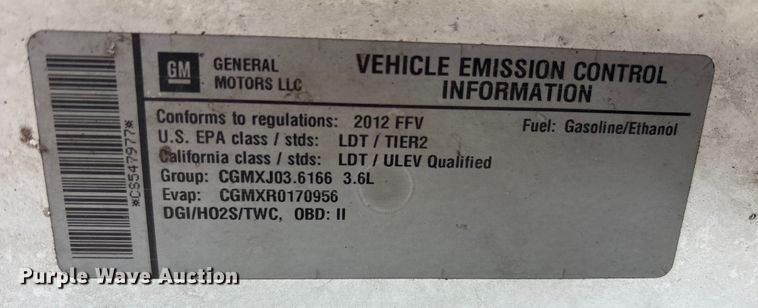 GM
GENERAL
MOTORS LLC
VEHICLE EMISSION CONTROL
INFORMATION
Conforms to regulations: 2012 FFV
Fuel: Gasoline/Ethanol
U.S. EPA class / stds: LDT / TIER2
California class / stds: LDT / ULEV Qualified
Group: CGMXJ03.6166 3.6L
Evap: CGMXR0170956
DGI/HO2S/TWC, OBD: II
*CS547977*
Purple Wave Auction